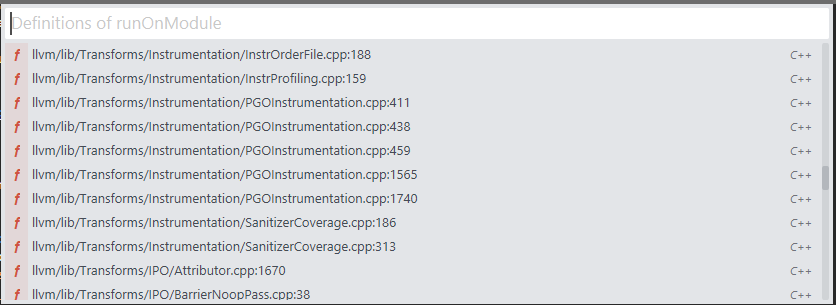 Definitions of runOnModule
f llvm/lib/Transforms/Instrumentation/InstrOrderFile.cpp:188 C++
f llvm/lib/Transforms/Instrumentation/InstrProfiling.cpp:159 C++
f llvm/lib/Transforms/Instrumentation/PGOInstrumentation.cpp:411 C++
f llvm/lib/Transforms/Instrumentation/PGOInstrumentation.cpp:438 C++
f llvm/lib/Transforms/Instrumentation/PGOInstrumentation.cpp:459 C++
f llvm/lib/Transforms/Instrumentation/PGOInstrumentation.cpp:1565 C++
f llvm/lib/Transforms/Instrumentation/PGOInstrumentation.cpp:1740 C++
f llvm/lib/Transforms/Instrumentation/SanitizerCoverage.cpp:186 C++
f llvm/lib/Transforms/Instrumentation/SanitizerCoverage.cpp:313 C++
f llvm/lib/Transforms/IPO/Attributor.cpp:1670 C++
f llvm/lib/Transforms/IPO/BarrierNoopPass.cpp:38 C++